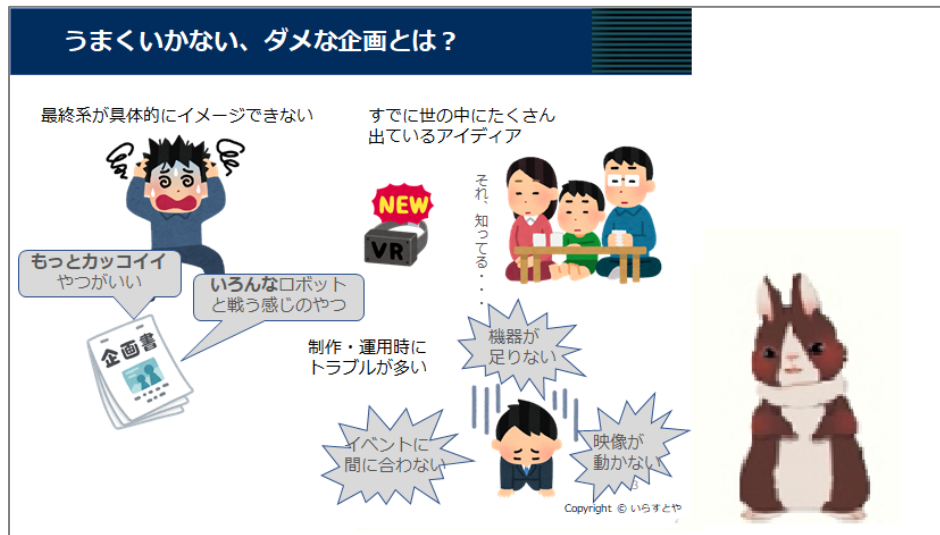 うまくいかない、ダメな企画とは？
最終系が具体的にイメージできない
もっとカッコイイ
やつがいい
いろんなロボット
と戦う感じのやつ
企画書
すでに世の中にたくさん
出ているアイディア
NEW
VR
それ、知ってる・・・
制作・運用時に
トラブルが多い
機器が
足りない
イベントに
間に合わない
映像が
動かない
3
Copyright © いらすとや